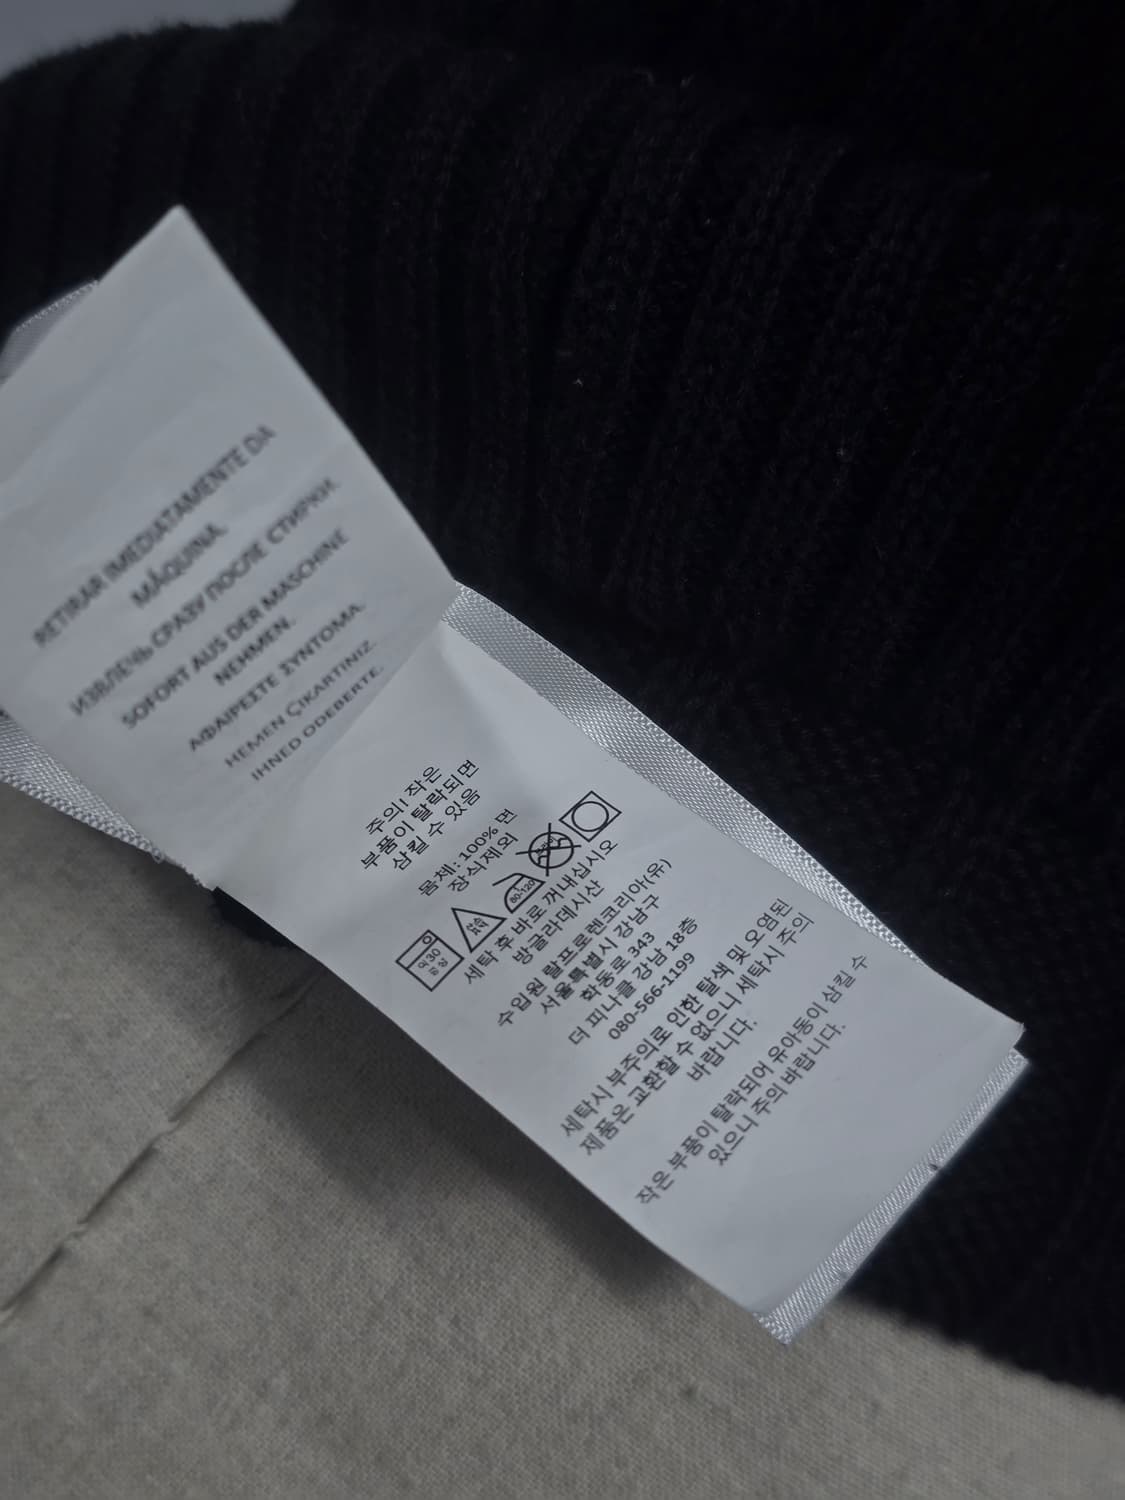 RETIRAR IMEDIATAMENTE DA
MÁQUINA.
ИЗВЛЕЧЬ СРАЗУ ПОСЛЕ СТИРКИ.
SOFORT AUS DER MASCHINE
NEHMEN.
ΑΦΑΙΡΕΣΤΕ ΣΥΝΤΟΜΑ.
HEMEN ÇIKARTINIZ.
IHNED ODEBERTE.
주의! 작은
부품이 탈락되면
삼킬 수 있음
몸체: 100% 면
장식제외
약 30
중성
80-120
세탁 후 바로 꺼내십시오
방글라데시산
수입원 랄프로렌코리아(유)
서울특별시 강남구
학동로 343
더 피나클 강남 18층
080-566-1199
세탁시 부주의로 인한 탈색 및 오염된
제품은 교환할 수 없으니 세탁시 주의
바랍니다.
작은 부품이 탈락되어 유아동이 삼킬 수
있으니 주의 바랍니다.